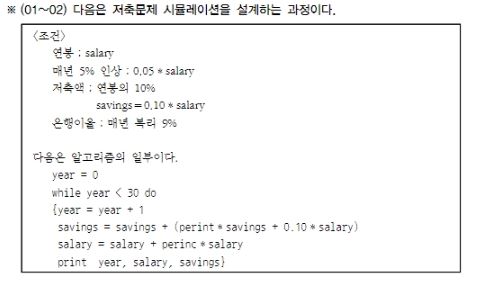 ※ (01~02) 다음은 저축문제 시뮬레이션을 설계하는 과정이다.
<조건>
연봉 : salary
매년 5% 인상 : 0.05 * salary
저축액 : 연봉의 10%
savings = 0.10 * salary
은행이율 : 매년 복리 9%
다음은 알고리즘의 일부이다.
year = 0
while year < 30 do
{year = year + 1
savings = savings + (perint * savings + 0.10 * salary)
salary = salary + perinc * salary
print year, salary, savings}